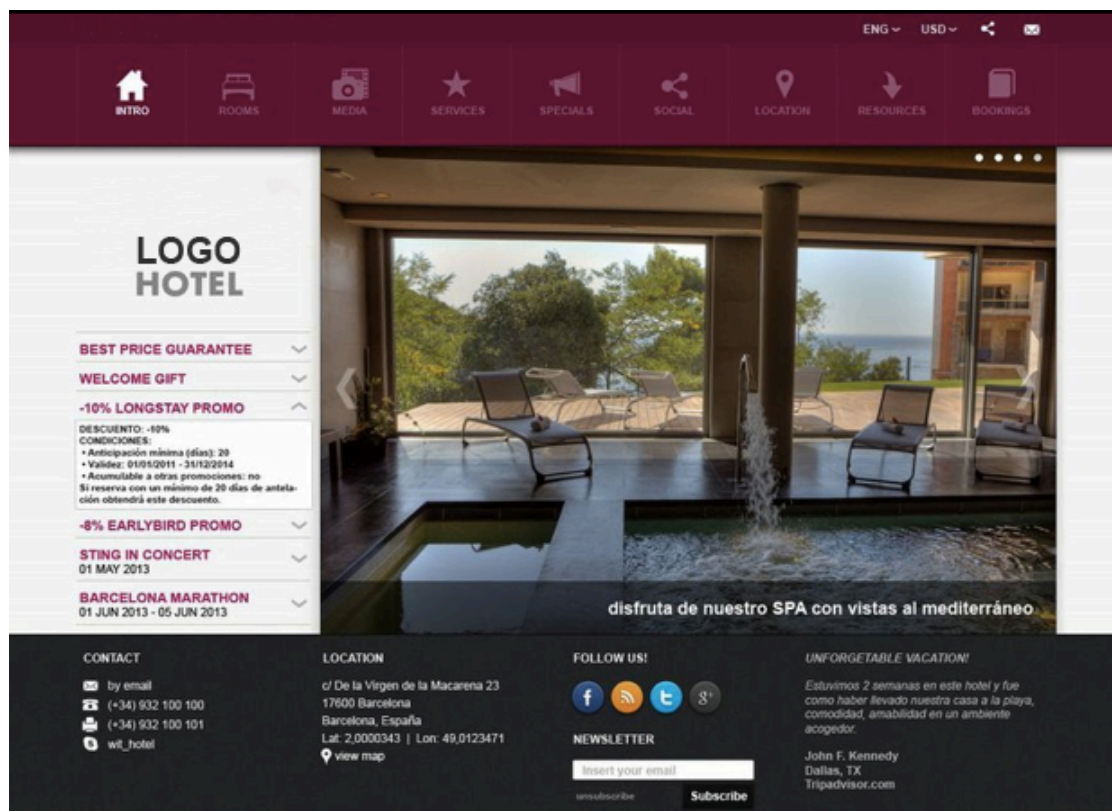 ENG
USD
INTRO
ROOMS
MEDIA
SERVICES
SPECIALS
SOCIAL
LOCATION
RESOURCES
BOOKINGS
LOGO
HOTEL
BEST PRICE GUARANTEE
WELCOME GIFT
-10% LONGSTAY PROMO
DESCUENTO: -10%
CONDICIONES:
• Anticipación mínima (días): 20
• Validez: 01/01/2011 - 31/12/2014
• Acumulable a otras promociones: no
Si reserva con un mínimo de 20 días de antela-
ción obtendrá este descuento.
-8% EARLYBIRD PROMO
STING IN CONCERT
01 MAY 2013
BARCELONA MARATHON
01 JUN 2013 - 05 JUN 2013
disfruta de nuestro SPA con vistas al mediterráneo
CONTACT
by email
(+34) 932 100 100
(+34) 932 100 101
wit_hotel
LOCATION
c/ De la Virgen de la Macarena 23
17600 Barcelona
Barcelona, España
Lat: 2,0000343 | Lon: 49,0123471
view map
FOLLOW US!
NEWSLETTER
Insert your email
unsubscribe
Subscribe
UNFORGETABLE VACATION!
Estuvimos 2 semanas en este hotel y fue
como haber llevado nuestra casa a la playa,
comodidad, amabilidad en un ambiente
acogedor.
John F. Kennedy
Dallas, TX
Tripadvisor.com